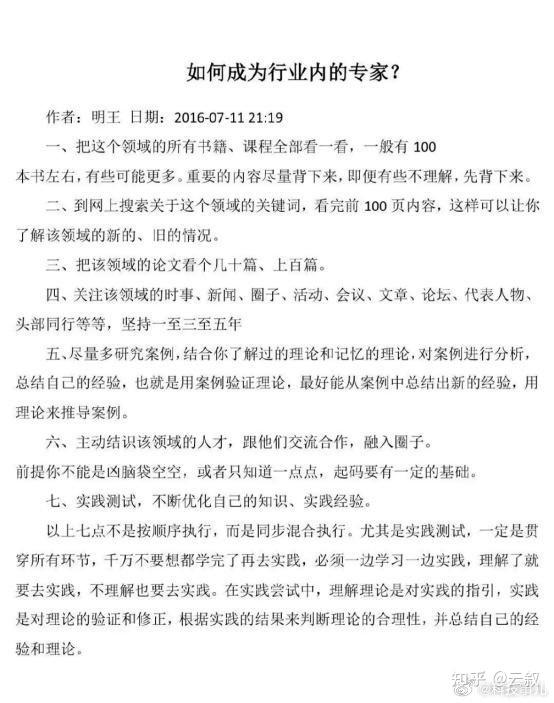 如何成为行业内的专家？
作者：明王 日期：2016-07-11 21:19
一、把这个领域的所有书籍、课程全部看一看，一般有 100
本书左右，有些可能更多。重要的内容尽量背下来，即便有些不理解，先背下来。
二、到网上搜索关于这个领域的关键词，看完前 100 页内容，这样可以让你
了解该领域的新的、旧的情况。
三、把该领域的论文看个几十篇、上百篇。
四、关注该领域的时事、新闻、圈子、活动、会议、文章、论坛、代表人物、
头部同行等等，坚持一至三至五年
五、尽量多研究案例，结合你了解过的理论和记忆的理论，对案例进行分析，
总结自己的经验，也就是用案例验证理论，最好能从案例中总结出新的经验，用
理论来推导案例。
六、主动结识该领域的人才，跟他们交流合作，融入圈子。
前提你不能是凶脑袋空空，或者只知道一点点，起码要有一定的基础。
七、实践测试，不断优化自己的知识、实践经验。
以上七点不是按顺序执行，而是同步混合执行。尤其是实践测试，一定是贯
穿所有环节，千万不要想都学完了再去实践，必须一边学习一边实践，理解了就
要去实践，不理解也要去实践。在实践尝试中，理解理论是对实践的指引，实践
是对理论的验证和修正，根据实践的结果来判断理论的合理性，并总结自己的经
验和理论。
知乎 @云叙